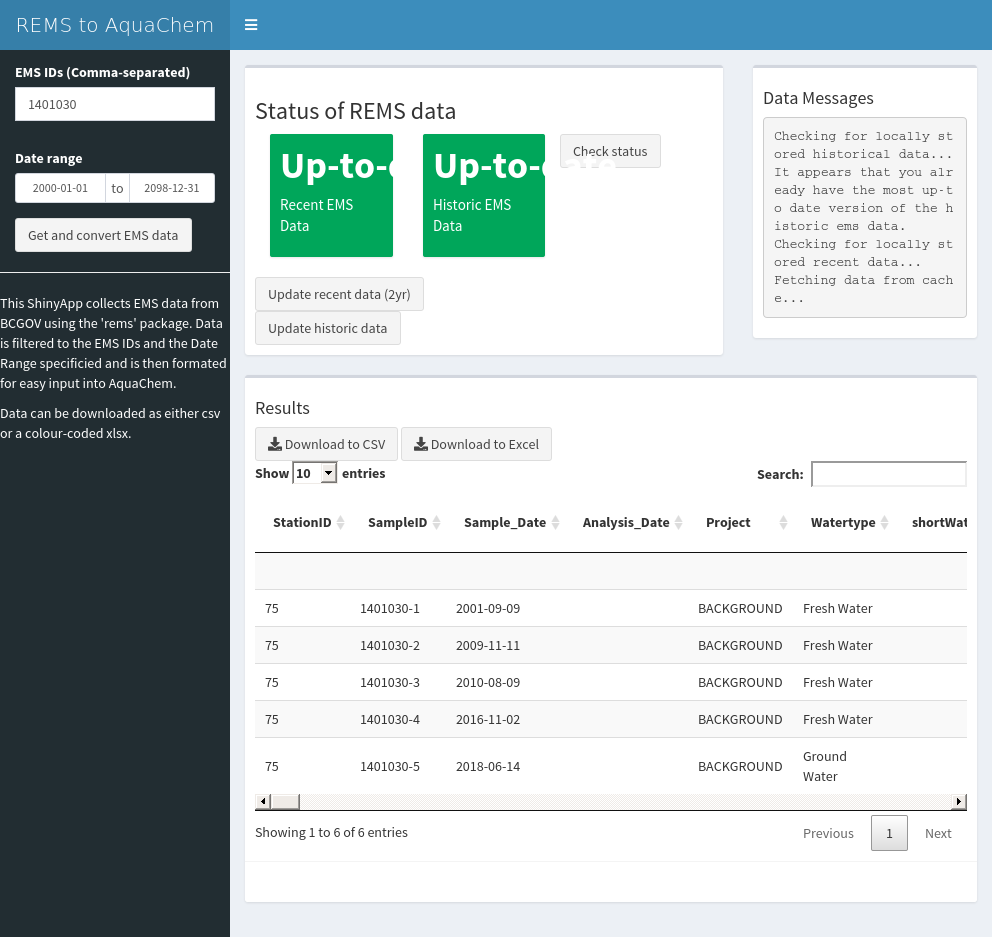 REMS to AquaChem
EMS IDs (Comma-separated)
1401030
Date range
2000-01-01 to 2098-12-31
Get and convert EMS data
This ShinyApp collects EMS data from
BCGOV using the 'rems' package. Data
is filtered to the EMS IDs and the Date
Range specificied and is then formated
for easy input into AquaChem.
Data can be downloaded as either csv
or a colour-coded xlsx.
Status of REMS data
Up-to-d
Recent EMS
Data
Up-to-date
Historic EMS
Data
Check status
Update recent data (2yr)
Update historic data
Data Messages
Checking for locally st
ored historical data...
It appears that you alr
eady have the most up-t
o date version of the h
istoric ems data.
Checking for locally st
ored recent data...
Fetching data from cach
e...
Results
Download to CSV Download to Excel
Show 10 entries Search:
StationID SampleID Sample_Date Analysis_Date Project Watertype shortWat
75 1401030-1 2001-09-09 BACKGROUND Fresh Water
75 1401030-2 2009-11-11 BACKGROUND Fresh Water
75 1401030-3 2010-08-09 BACKGROUND Fresh Water
75 1401030-4 2016-11-02 BACKGROUND Fresh Water
75 1401030-5 2018-06-14 BACKGROUND Ground
Water
Showing 1 to 6 of 6 entries Previous 1 Next